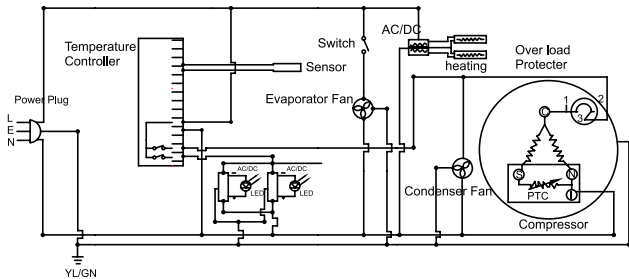 AC/DC
Temperature
Controller
Switch
Over load
Protecter
Sensor
heating
Power Plug
Evaporator Fan
L
E
N
1
2
3
C
AC/DC
AC/DC
LED
LED
Condenser Fan
S
N
PTC
Compressor
YL/GN